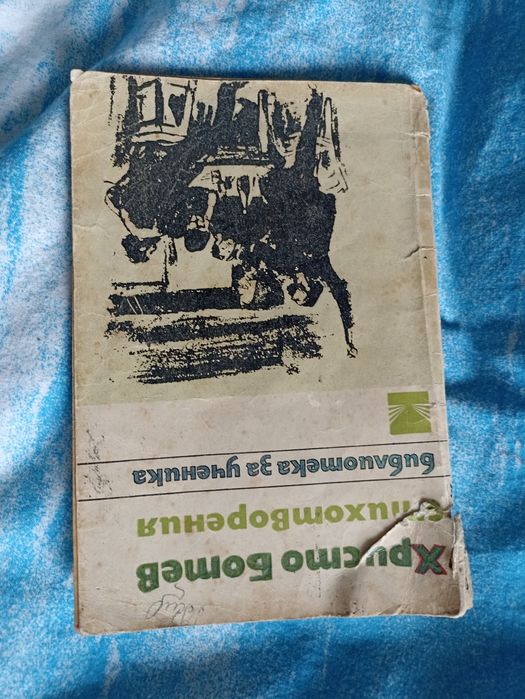 Христо Ботев
стихотворения
библиотека за ученика